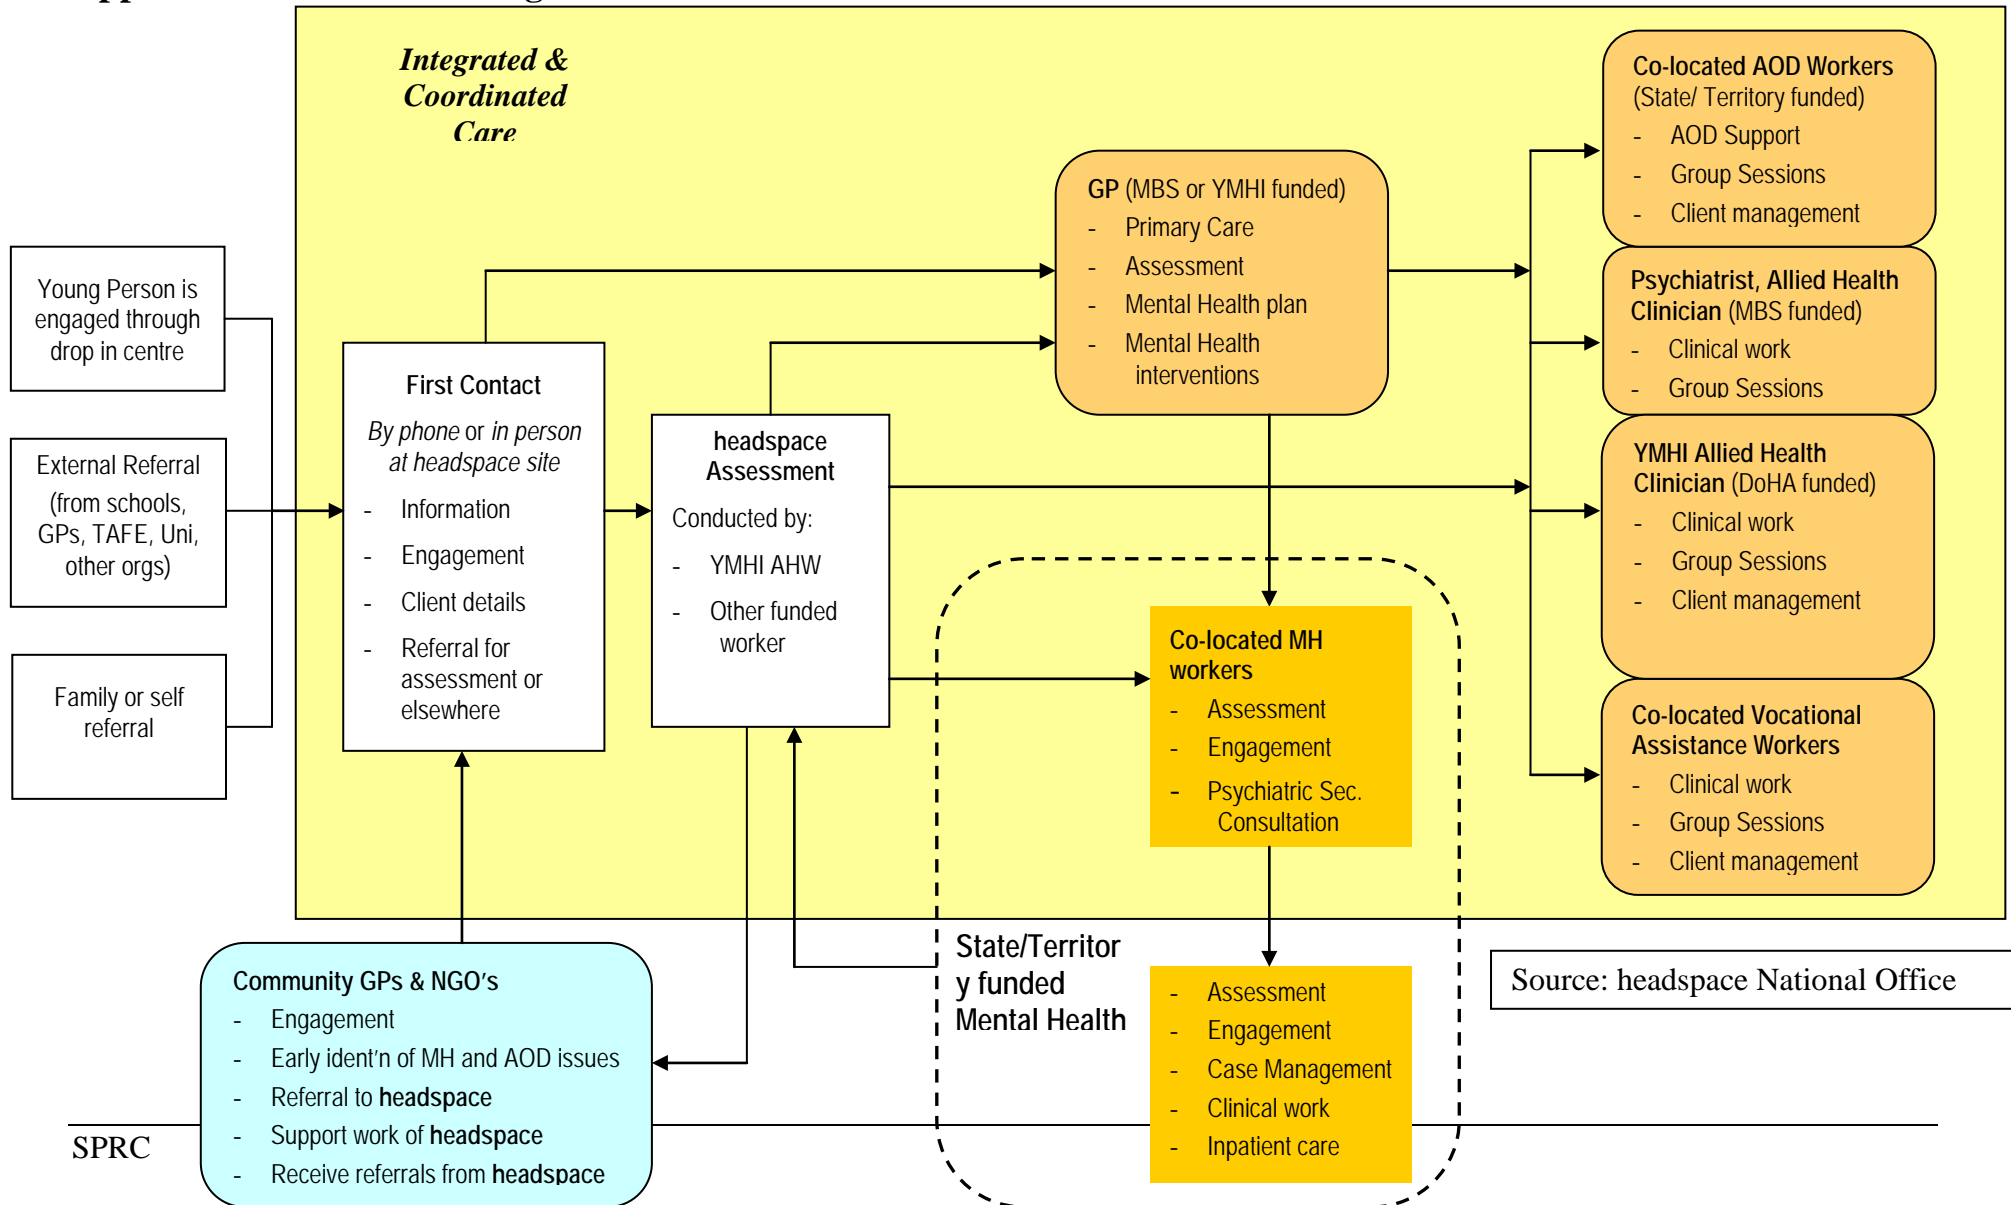 Integrated &
Coordinated
Care
Young Person is
engaged through
drop in centre
External Referral
(from schools,
GPs, TAFE, Uni,
other orgs)
Family or self
referral
First Contact
By phone or in person
at headspace site
- Information
- Engagement
- Client details
- Referral for
assessment or
elsewhere
headspace
Assessment
Conducted by:
- YMHI AHW
- Other funded
worker
GP (MBS or YMHI funded)
- Primary Care
- Assessment
- Mental Health plan
- Mental Health
interventions
Co-located MH
workers
- Assessment
- Engagement
- Psychiatric Sec.
Consultation
Co-located AOD Workers
(State/ Territory funded)
- AOD Support
- Group Sessions
- Client management
Psychiatrist, Allied Health
Clinician (MBS funded)
- Clinical work
- Group Sessions
YMHI Allied Health
Clinician (DoHA funded)
- Clinical work
- Group Sessions
- Client management
Co-located Vocational
Assistance Workers
- Clinical work
- Group Sessions
- Client management
Community GPs & NGO's
- Engagement
- Early ident'n of MH and AOD issues
- Referral to headspace
- Support work of headspace
- Receive referrals from headspace
State/Territor
y funded
Mental Health
- Assessment
- Engagement
- Case Management
- Clinical work
- Inpatient care
Source: headspace National Office
SPRC